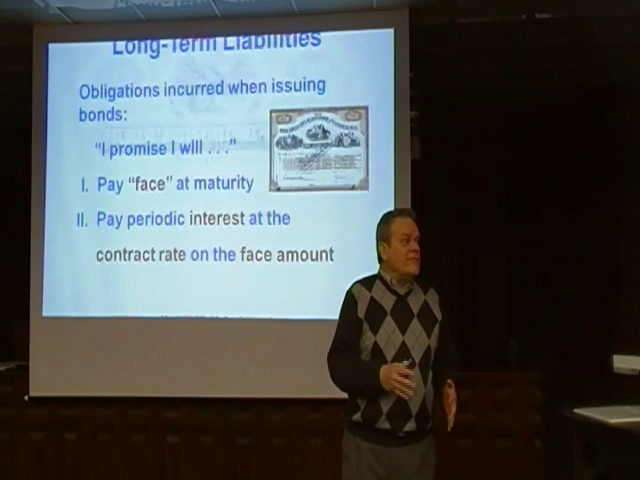 Long-Term Liabilities
Obligations incurred when issuing
bonds:
"I promise I will . . ."
I. Pay "face" at maturity
II. Pay periodic interest at the
contract rate on the face amount